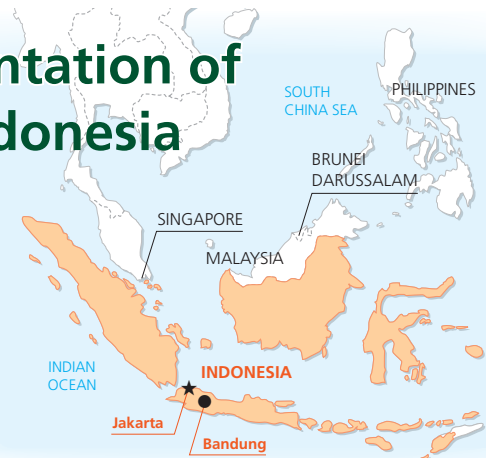 ntation of
donesia
SOUTH
CHINA SEA
PHILIPPINES
BRUNEI
DARUSSALAM
SINGAPORE
MALAYSIA
INDIAN
OCEAN
INDONESIA
Jakarta
Bandung